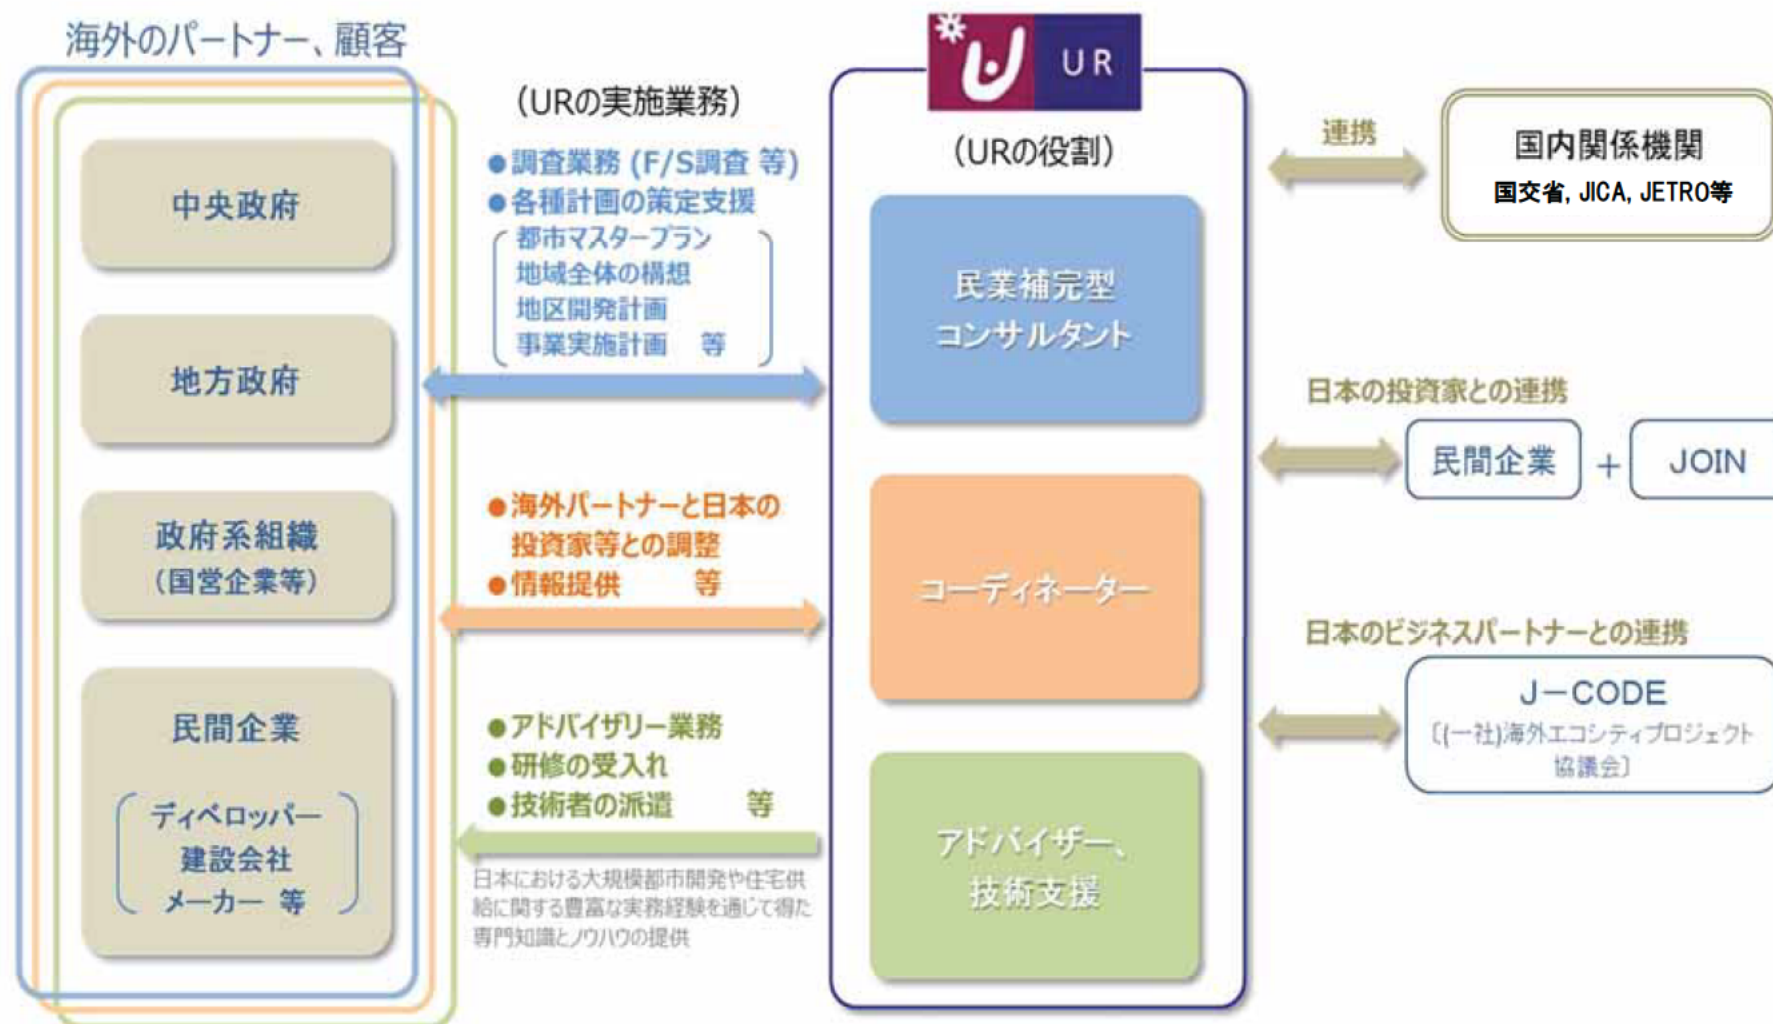 海外のパートナー、顧客
中央政府
地方政府
政府系組織
（国営企業等）
民間企業
ディベロッパー
建設会社
メーカー 等
（URの実施業務）
●調査業務 (F/S調査 等)
●各種計画の策定支援
都市マスタープラン
地域全体の構想
地区開発計画
事業実施計画 等
●海外パートナーと日本の
投資家等との調整
●情報提供 等
●アドバイザリー業務
●研修の受入れ
●技術者の派遣 等
日本における大規模都市開発や住宅供
給に関する豊富な実務経験を通じて得た
専門知識とノウハウの提供
UR
（URの役割）
民業補完型
コンサルタント
コーディネーター
アドバイザー、
技術支援
連携
国内関係機関
国交省, JICA, JETRO等
日本の投資家との連携
民間企業 + JOIN
日本のビジネスパートナーとの連携
J－CODE
〔(一社)海外エコシティプロジェクト
協議会〕